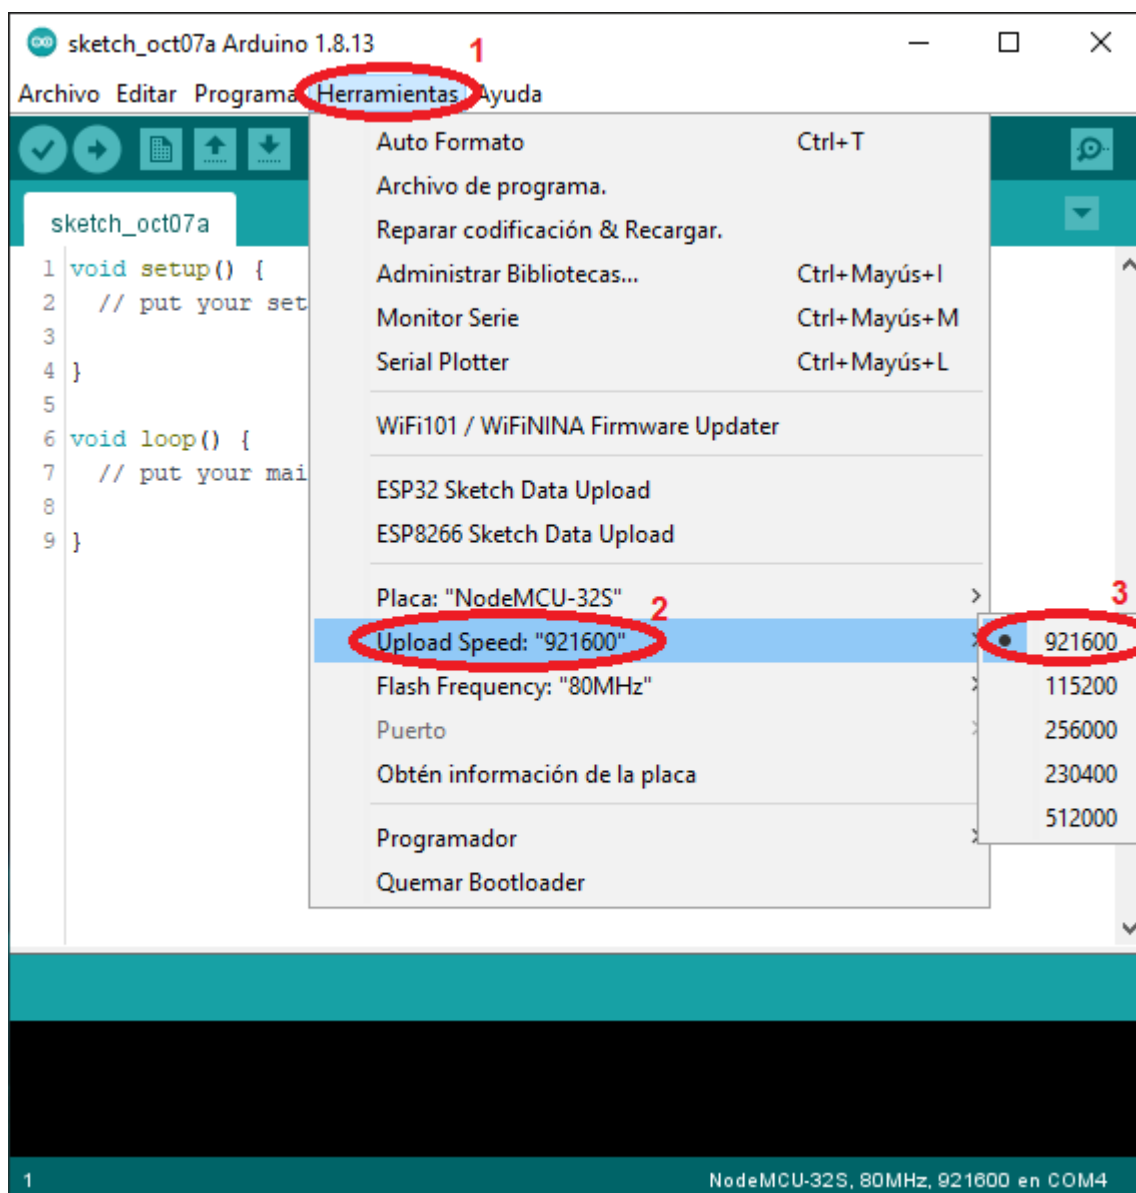 sketch_oct07a Arduino 1.8.13
1
Archivo Editar Programa Herramientas Ayuda
Auto Formato Ctrl+T
Archivo de programa.
Reparar codificación & Recargar.
Administrar Bibliotecas... Ctrl+Mayús+I
Monitor Serie Ctrl+Mayús+M
Serial Plotter Ctrl+Mayús+L
WiFi101 / WiFiNINA Firmware Updater
ESP32 Sketch Data Upload
ESP8266 Sketch Data Upload
Placa: "NodeMCU-32S"
2
Upload Speed: "921600"
Flash Frequency: "80MHz"
Puerto
Obtén información de la placa
Programador
Quemar Bootloader
3
921600
115200
256000
230400
512000
sketch_oct07a
1 void setup() {
2 // put your set
3
4 }
5
6 void loop() {
7 // put your mai
8
9 }
1 NodeMCU-32S, 80MHz, 921600 en COM4